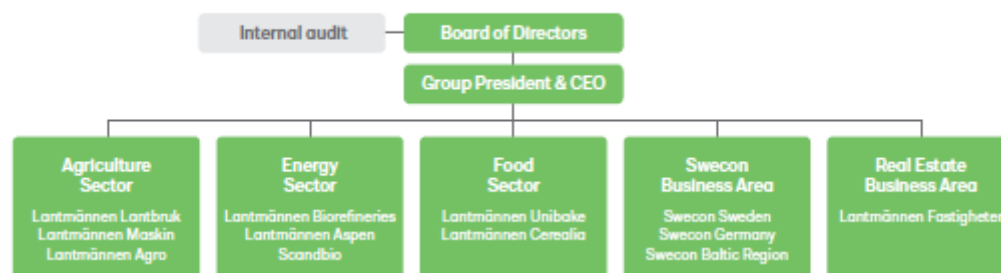 Internal audit
Board of Directors
Group President & CEO
Agriculture
Sector
Lantmännen Lantbruk
Lantmännen Maskin
Lantmännen Agro
Energy
Sector
Lantmännen Biorefineries
Lantmännen Aspen
Scandbio
Food
Sector
Lantmännen Unibake
Lantmännen Cerealia
Swecon
Business Area
Swecon Sweden
Swecon Germany
Swecon Baltic Region
Real Estate
Business Area
Lantmännen Fastigheter